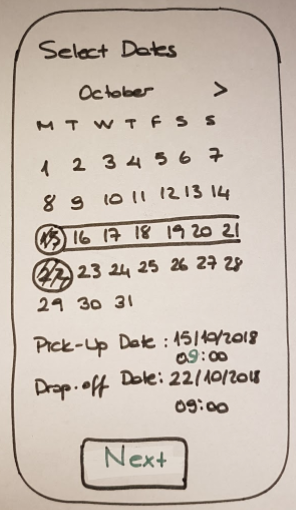 Select Dates
October >
M T W T F S S
1 2 3 4 5 6 7
8 9 10 11 12 13 14
15 16 17 18 19 20 21
22 23 24 25 26 27 28
29 30 31
Pick-Up Date : 15/10/2018
09:00
Drop-off Date: 22/10/2018
09:00
Next